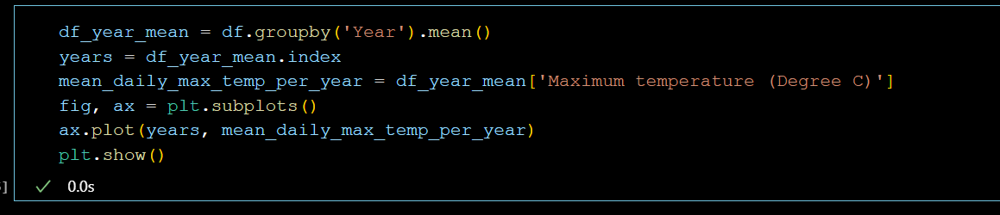 df_year_mean = df.groupby('Year').mean()
years = df_year_mean.index
mean_daily_max_temp_per_year = df_year_mean['Maximum temperature (Degree C)']
fig, ax = plt.subplots()
ax.plot(years, mean_daily_max_temp_per_year)
plt.show()
] ✓ 0.0s